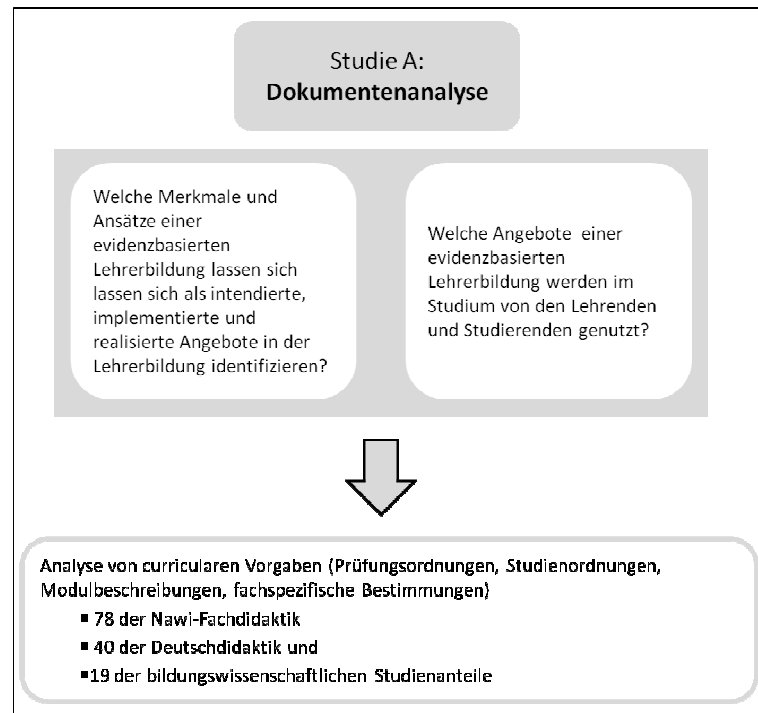 Studie A:
Dokumentenanalyse
Welche Merkmale und
Ansätze einer
evidenzbasierten
Lehrerbildung lassen sich
lassen sich als intendierte,
implementierte und
realisierte Angebote in der
Lehrerbildung identifizieren?
Welche Angebote einer
evidenzbasierten
Lehrerbildung werden im
Studium von den Lehrenden
und Studierenden genutzt?
Analyse von curricularen Vorgaben (Prüfungsordnungen, Studienordnungen,
Modulbeschreibungen, fachspezifische Bestimmungen)
▪ 78 der Nawi-Fachdidaktik
▪ 40 der Deutschdidaktik und
▪19 der bildungswissenschaftlichen Studienanteile